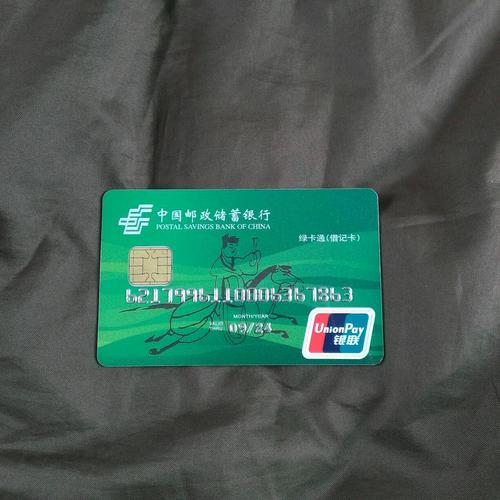 中国邮政储蓄银行
POSTAL SAVINGS BANK OF CHINA
绿卡通(借记卡)
6217996110006367863
MONTH/YEAR
VALID THRU 09/24
UnionPay
银联